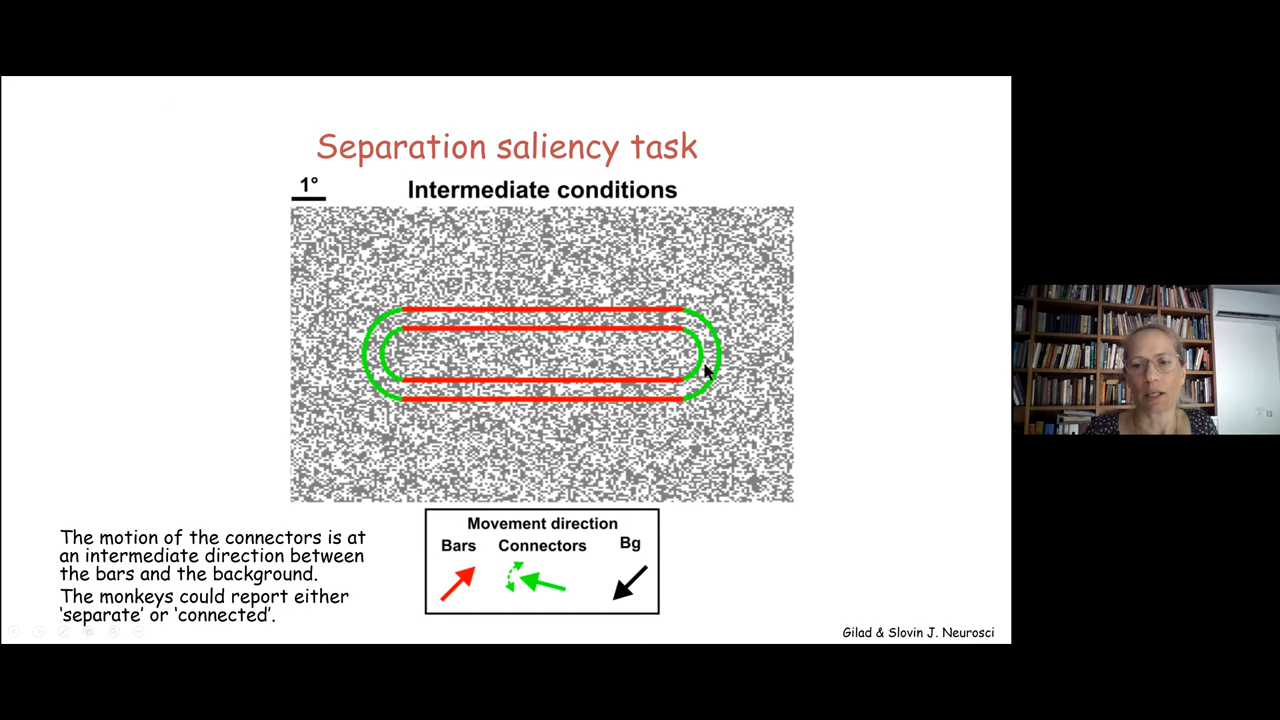 Separation saliency task
1°
Intermediate conditions
Movement direction
Bars
Connectors
Bg
The motion of the connectors is at
an intermediate direction between
the bars and the background.
The monkeys could report either
‘separate’ or ‘connected’.
Gilad & Slovin J. Neurosci